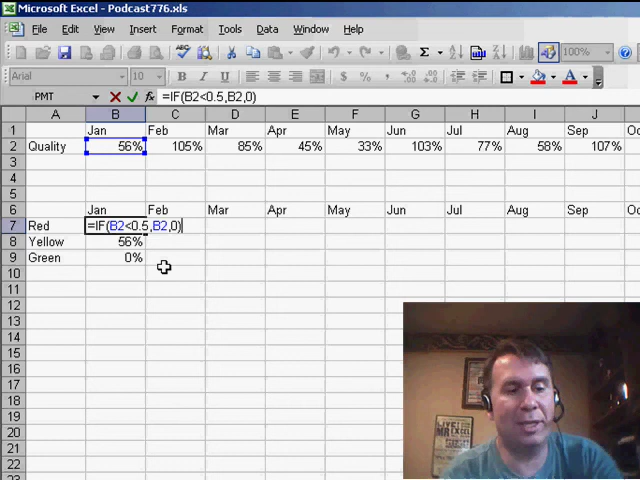 Microsoft Excel - Podcast776.xls
File Edit View Insert Format Tools Data Window Help
Arial 10 B I U $ % 100%
PMT =IF(B2<0.5,B2,0)
A B C D E F G H I J
1 Jan Feb Mar Apr May Jun Jul Aug Sep Oc
2 Quality 56% 105% 85% 45% 33% 103% 77% 58% 107%
3
4
5
6 Jan Feb Mar Apr May Jun Jul Aug Sep Oc
7 Red =IF(B2<0.5,B2,0)
8 Yellow 56%
9 Green 0%
10
11
12
13
14
15
16
17
18
19
20
21
22
23
LIVE!
MR EXCEL